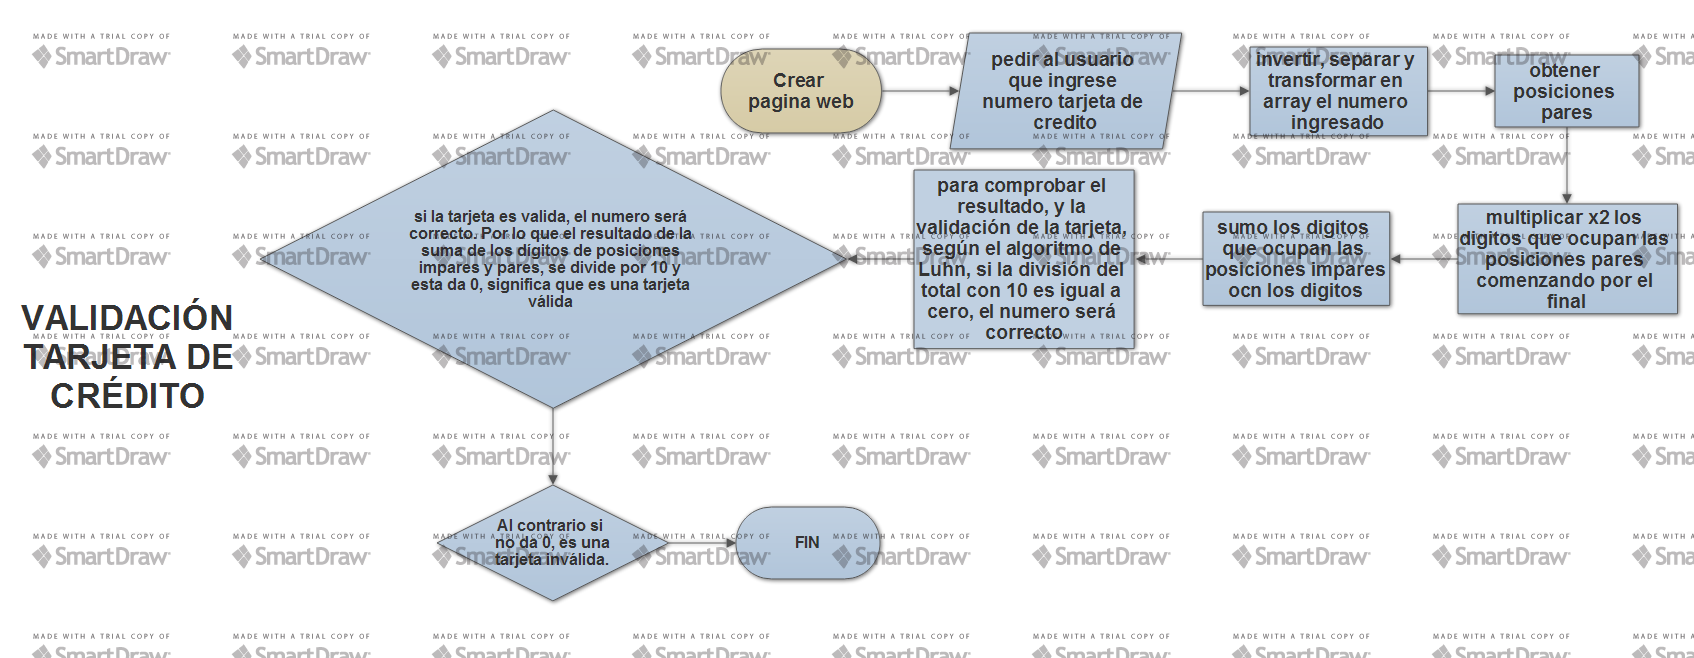 Crear
pagina web
pedir al usuario
que ingrese
numero tarjeta de
credito
invertir, separar y
transformar en
array el numero
ingresado
obtener
posiciones
pares
multiplicar x2 los
digitos que ocupan las
posiciones pares
comenzando por el
final
sumo los digitos
que ocupan las
posiciones impares
ocn los digitos
para comprobar el
resultado, y la
validación de la tarjeta,
según el algoritmo de
Luhn, si la división del
total con 10 es igual a
cero, el numero será
correcto
si la tarjeta es valida, el numero será
correcto. Por lo que el resultado de la
suma de los dígitos de posiciones
impares y pares, se divide por 10 y
esta da 0, significa que es una tarjeta
válida
VALIDACIÓN
TARJETA DE
CRÉDITO
Al contrario si
no da 0, es una
tarjeta inválida.
FIN
MADE WITH A TRIAL COPY OF
SmartDraw